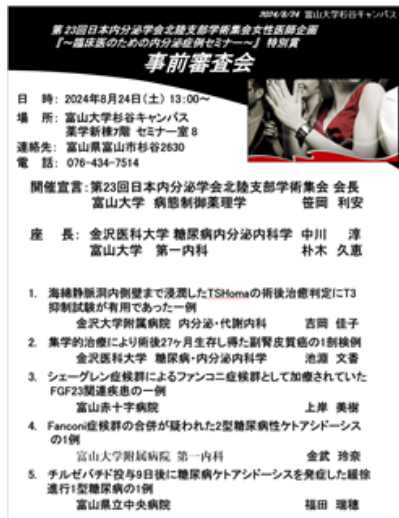 2024/8/24 富山大学杉谷キャンパス
第23回日本内分泌学会北陸支部学術集会女性医師企画
『～臨床医のための内分泌症例セミナー～』 特別賞
事前審査会
日 時: 2024年8月24日(土) 13:00～
場 所: 富山大学杉谷キャンパス
薬学新棟7階 セミナー室8
連絡先: 富山県富山市杉谷2630
電 話: 076-434-7514
開催宣言:第23回日本内分泌学会北陸支部学術集会 会長
富山大学 病態制御薬理学 笹岡 利安
座 長: 金沢医科大学 糖尿病内分泌内科学 中川 淳
富山大学 第一内科 朴木 久恵
1. 海綿静脈洞内側壁まで浸潤したTSHomaの術後治癒判定にT3
抑制試験が有用であった一例
金沢大学附属病院 内分泌・代謝内科 吉岡 佳子
2. 集学的治療により術後27ヶ月生存し得た副腎皮質癌の1剖検例
金沢医科大学 糖尿病・内分泌内科学 池淵 文香
3. シェーグレン症候群によるファンコニ症候群として加療されていた
FGF23関連疾患の一例
富山赤十字病院 上岸 美樹
4. Fanconi症候群の合併が疑われた2型糖尿病性ケトアシドーシス
の1例
富山大学附属病院 第一内科 金武 玲奈
5. チルゼパチド投与9日後に糖尿病ケトアシドーシスを発症した緩徐
進行1型糖尿病の1例
富山県立中央病院 福田 瑞穂